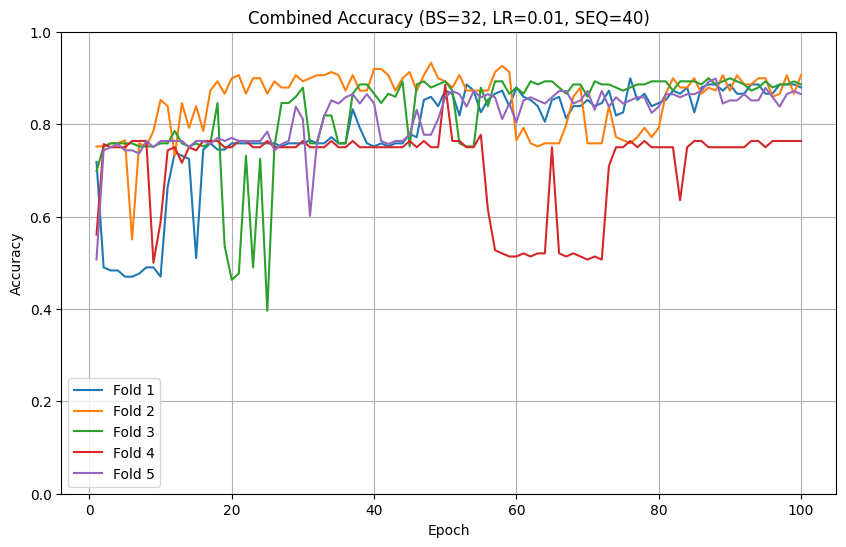 Combined Accuracy (BS=32, LR=0.01, SEQ=40)
1.0
0.8
0.6
0.4
0.2
0.0
Accuracy
Fold 1
Fold 2
Fold 3
Fold 4
Fold 5
0 20 40 60 80 100
Epoch